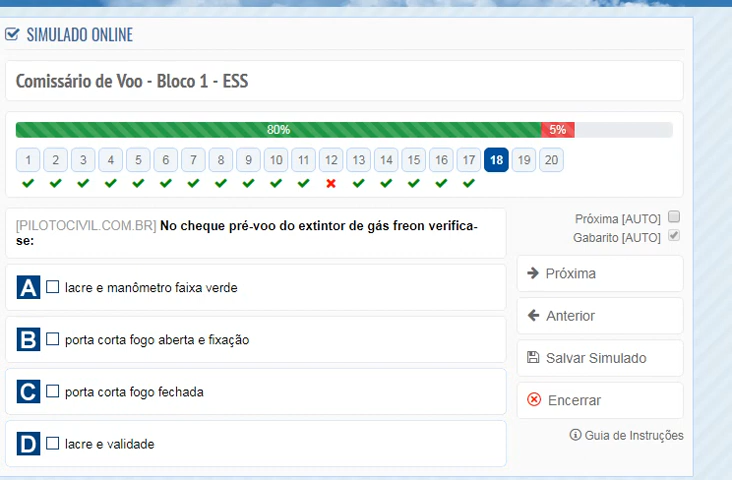 SIMULADO ONLINE
Comissário de Voo - Bloco 1 - ESS
80% 5%
1 2 3 4 5 6 7 8 9 10 11 12 13 14 15 16 17 18 19 20
[PILOTOCIVIL.COM.BR] No cheque pré-voo do extintor de gás freon verifica-
se:
A lacre e manômetro faixa verde
B porta corta fogo aberta e fixação
C porta corta fogo fechada
D lacre e validade
Próxima [AUTO]
Gabarito [AUTO]
Próxima
Anterior
Salvar Simulado
Encerrar
Guia de Instruções